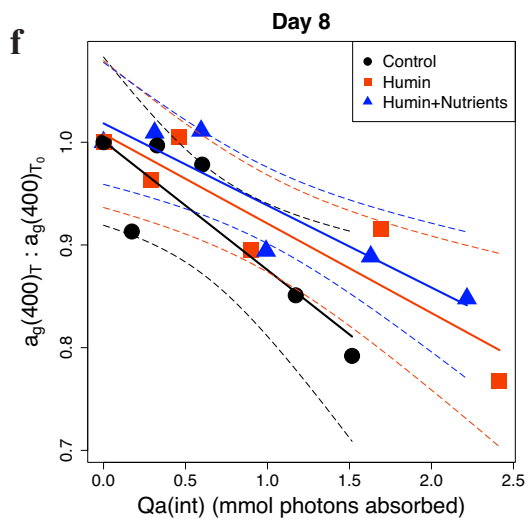 f
Day 8
Control
Humin
Humin+Nutrients
a_g(400)_T : a_g(400)_{T_0}
1.0
0.9
0.8
0.7
0.0 0.5 1.0 1.5 2.0 2.5
Qa(int) (mmol photons absorbed)